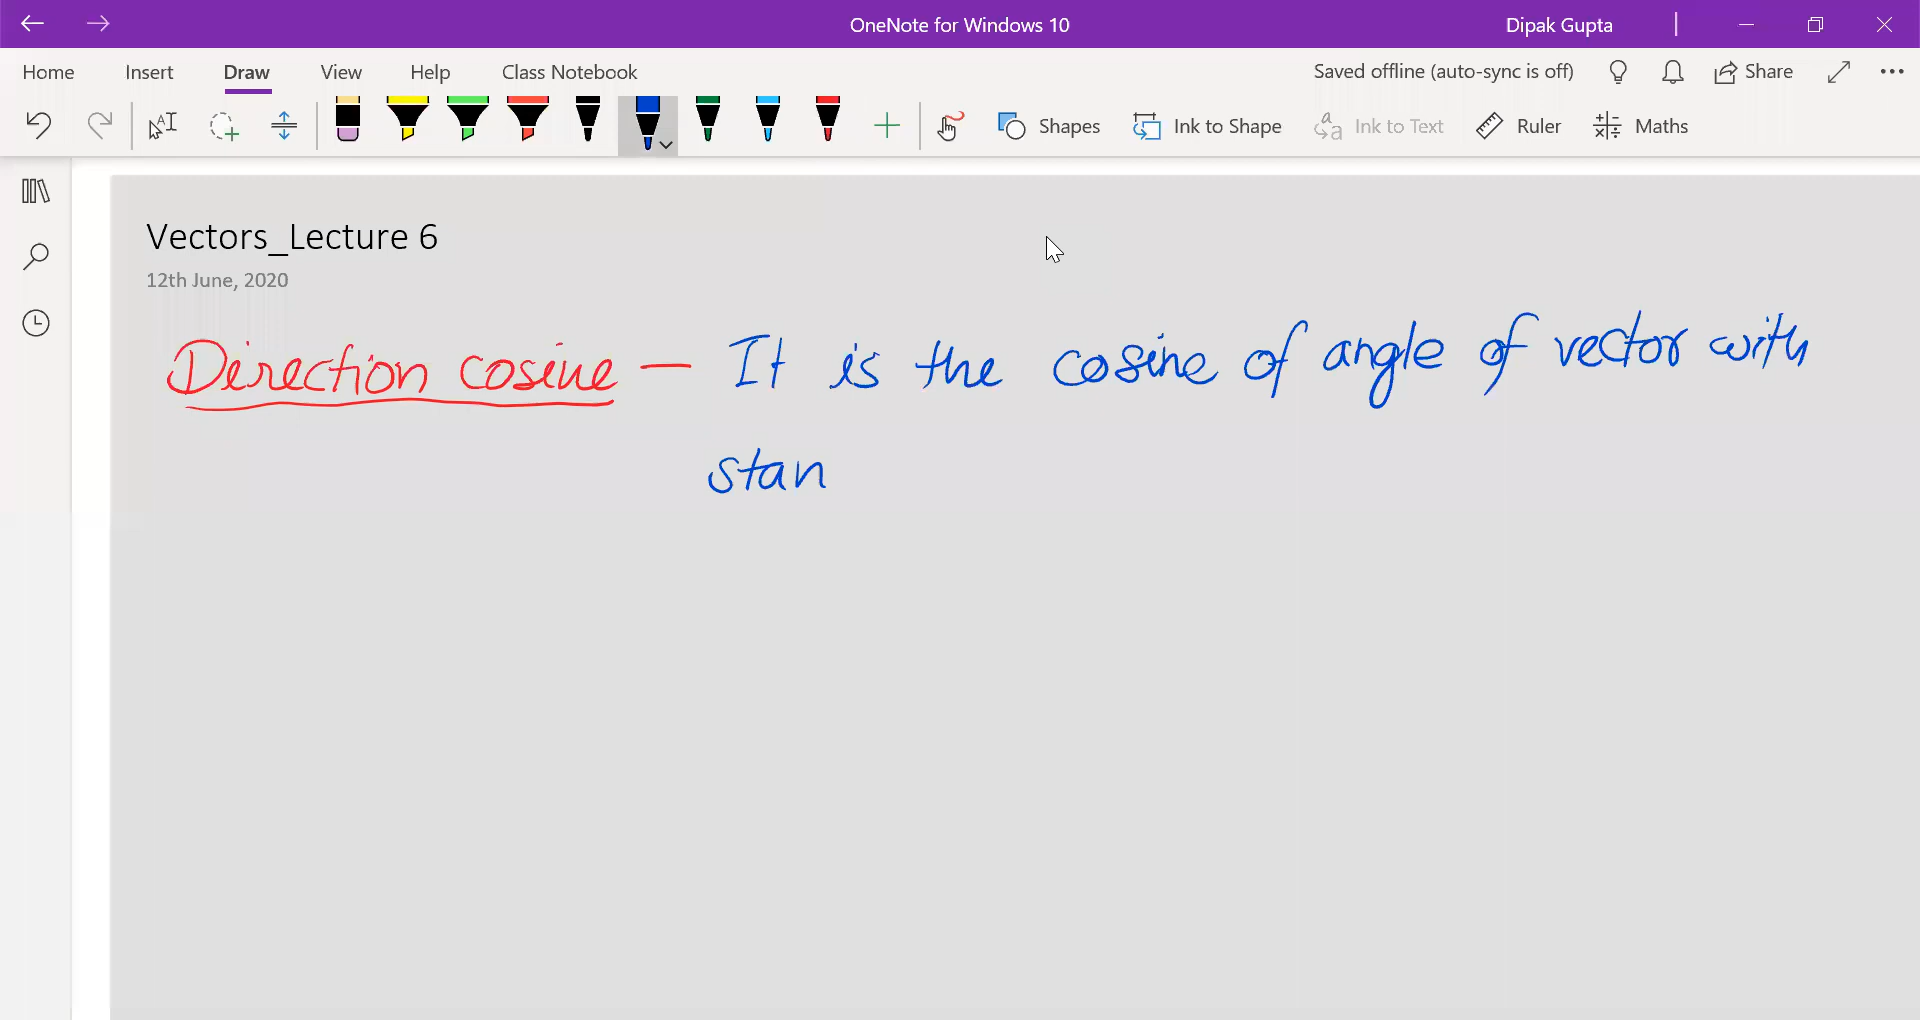 OneNote for Windows 10
Dipak Gupta
Home Insert Draw View Help Class Notebook
Saved offline (auto-sync is off) Share
Shapes Ink to Shape Ink to Text Ruler Maths
Vectors_Lecture 6
12th June, 2020
Direction cosine — It is the cosine of angle of vector with
stan